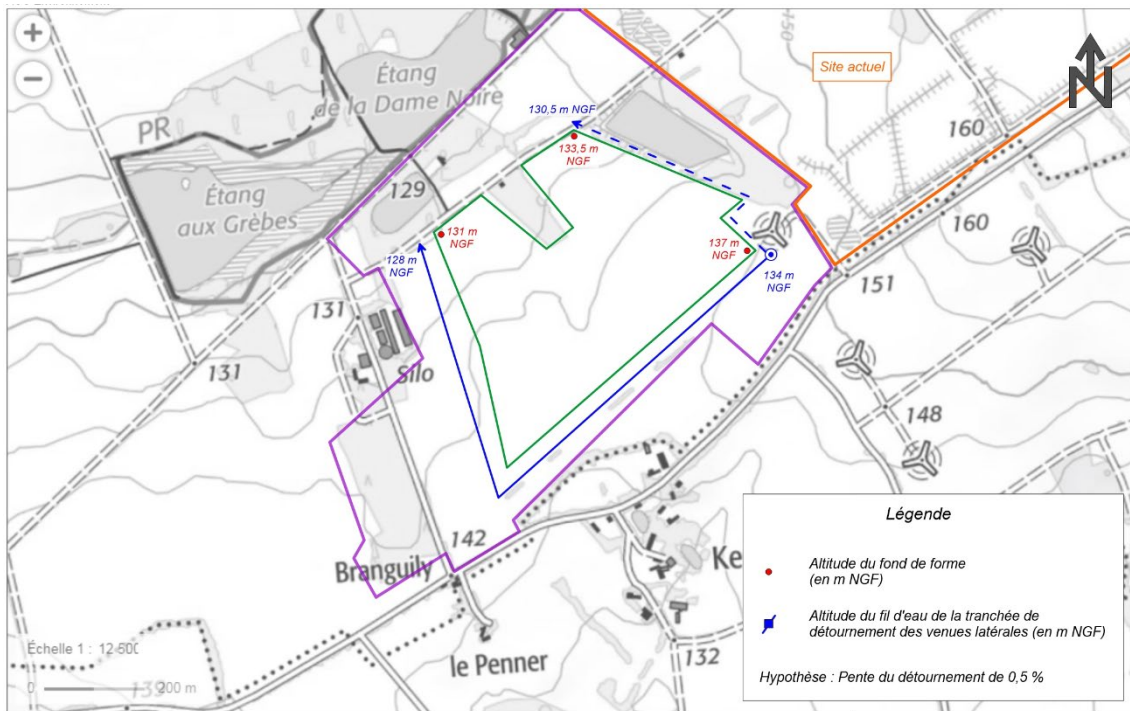 +
−
Étang
de la Dame Noire
PR
Étang
aux Grèbes
129
130,5 m NGF
133,5 m
NGF
Site actuel
150
160
N
160
131 m
NGF
128 m
NGF
137 m
NGF
134 m
NGF
151
131
131
Silo
148
142
Branguily
Ke
le Penner
132
Échelle 1 : 12 500
139
0
200 m
Légende
Altitude du fond de forme
(en m NGF)
Altitude du fil d'eau de la tranchée de
détournement des venues latérales (en m NGF)
Hypothèse : Pente du détournement de 0,5 %